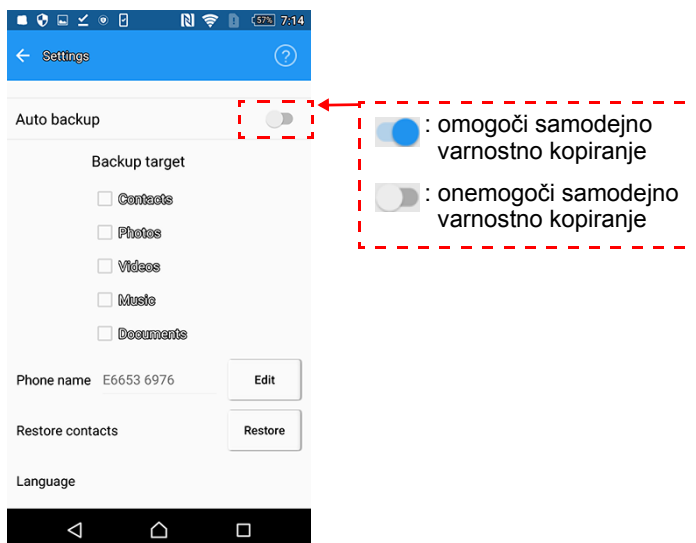 57% 7:14
Settings
?
Auto backup
Backup target
Contacts
Photos
Videos
Music
Documents
Phone name E6653 6976 Edit
Restore contacts Restore
Language
: omogoči samodejno
varnostno kopiranje
: onemogoči samodejno
varnostno kopiranje